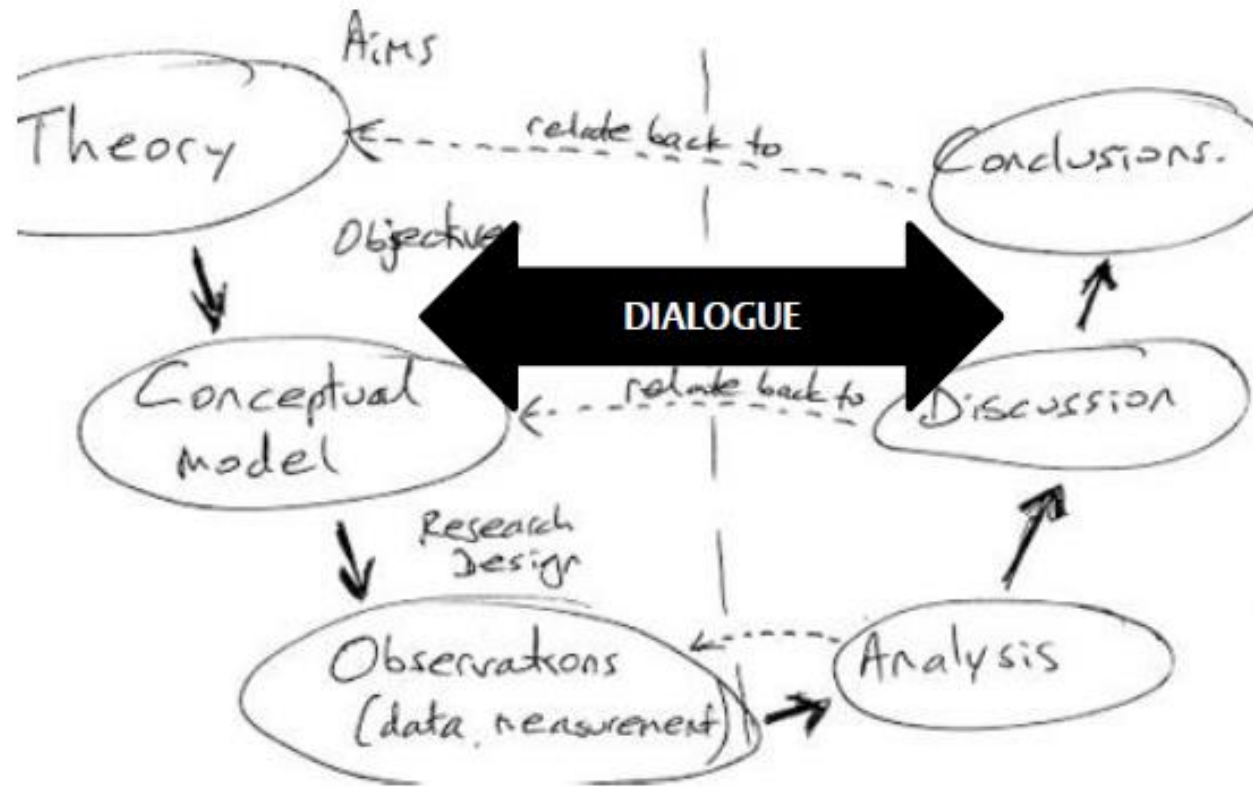 Aims
Theory
relate back to
Conclusions.
Objective
DIALOGUE
Conceptual
model
relate back to
Discussion
Research
Design
Observations
(data, measurement)
Analysis